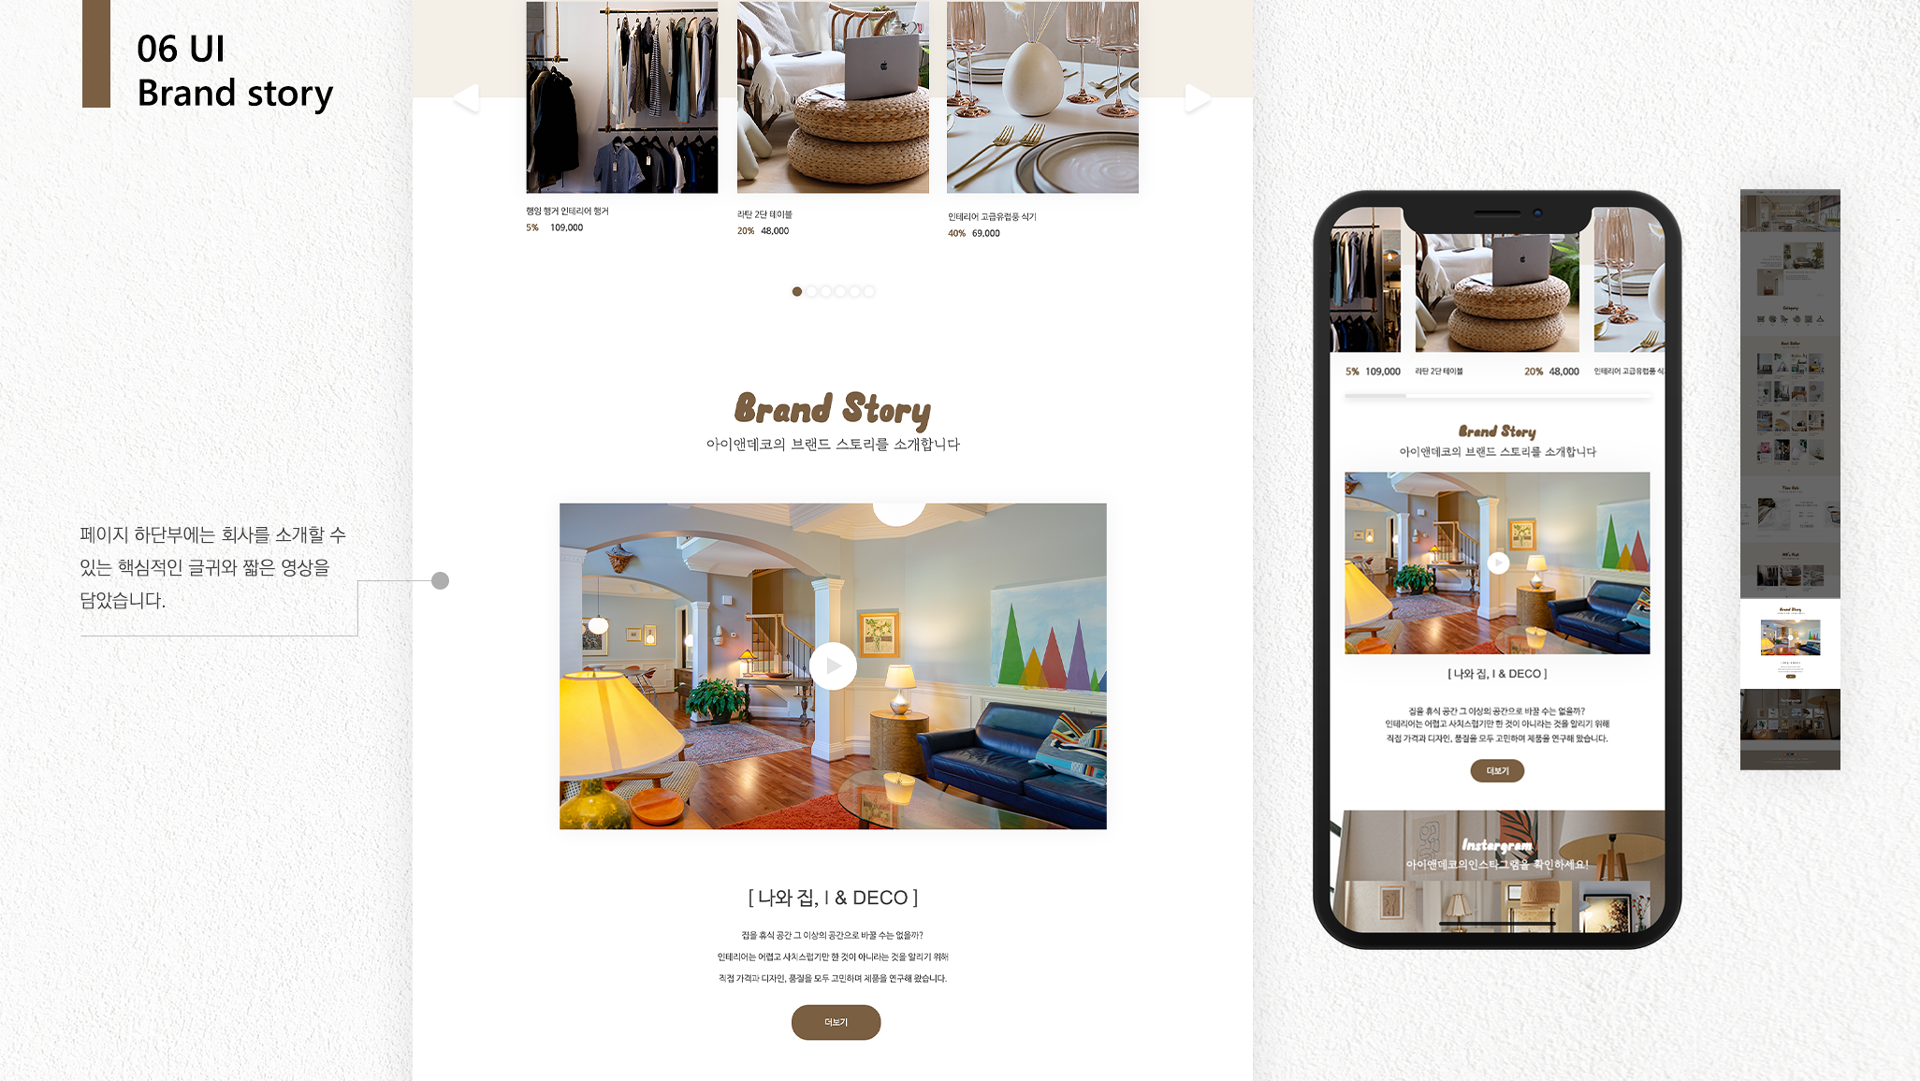 06 UI
Brand story
페이지 하단부에는 회사를 소개할 수
있는 핵심적인 글귀와 짧은 영상을
담았습니다.
행잉 행거 인테리어 행거
5% 109,000
라탄 2단 테이블
20% 48,000
인테리어 고급유럽풍 식기
40% 69,000
Brand Story
아이앤데코의 브랜드 스토리를 소개합니다
[ 나와 집, I & DECO ]
집을 휴식 공간 그 이상의 공간으로 바꿀 수는 없을까?
인테리어는 어렵고 사치스럽기만 한 것이 아니라는 것을 알리기 위해
직접 가격과 디자인, 품질을 모두 고민하며 제품을 연구해 왔습니다.
더보기
5% 109,000 라탄 2단 테이블 20% 48,000 인테리어 고급유럽풍 식
Brand Story
아이앤데코의 브랜드 스토리를 소개합니다
[ 나와 집, I & DECO ]
집을 휴식 공간 그 이상의 공간으로 바꿀 수는 없을까?
인테리어는 어렵고 사치스럽기만 한 것이 아니라는 것을 알리기 위해
직접 가격과 디자인, 품질을 모두 고민하며 제품을 연구해 왔습니다.
더보기
Instargram
아이앤데코의인스타그램을 확인하세요!
Category
Best Seller
Time Sale
MD's Pick
Brand Story